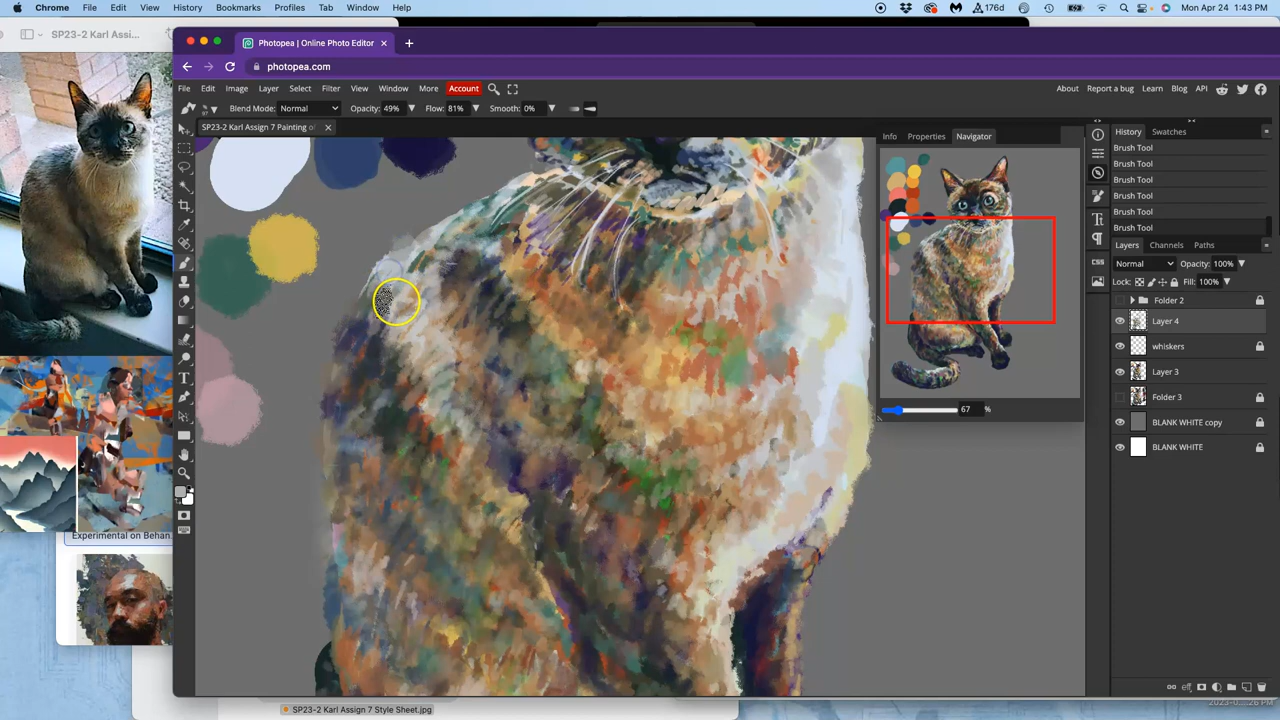 Chrome File Edit View History Bookmarks Profiles Tab Window Help
176d Mon Apr 24 1:43 PM
SP23-2 Karl Assi...
Photopea | Online Photo Editor
photopea.com
File Edit Image Layer Select Filter View Window More Account
About Report a bug Learn Blog API
Blend Mode: Normal Opacity: 49% Flow: 81% Smooth: 0%
SP23-2 Karl Assign 7 Painting
Info Properties Navigator
History Swatches
Brush Tool
Brush Tool
Brush Tool
Brush Tool
Brush Tool
Brush Tool
Layers Channels Paths
Normal Opacity: 100%
Lock: Fill: 100%
Folder 2
Layer 4
whiskers
Layer 3
Folder 3
BLANK WHITE copy
BLANK WHITE
67 %
CSS
Experimental on Behan...
SP23-2 Karl Assign 7 Style Sheet.jpg